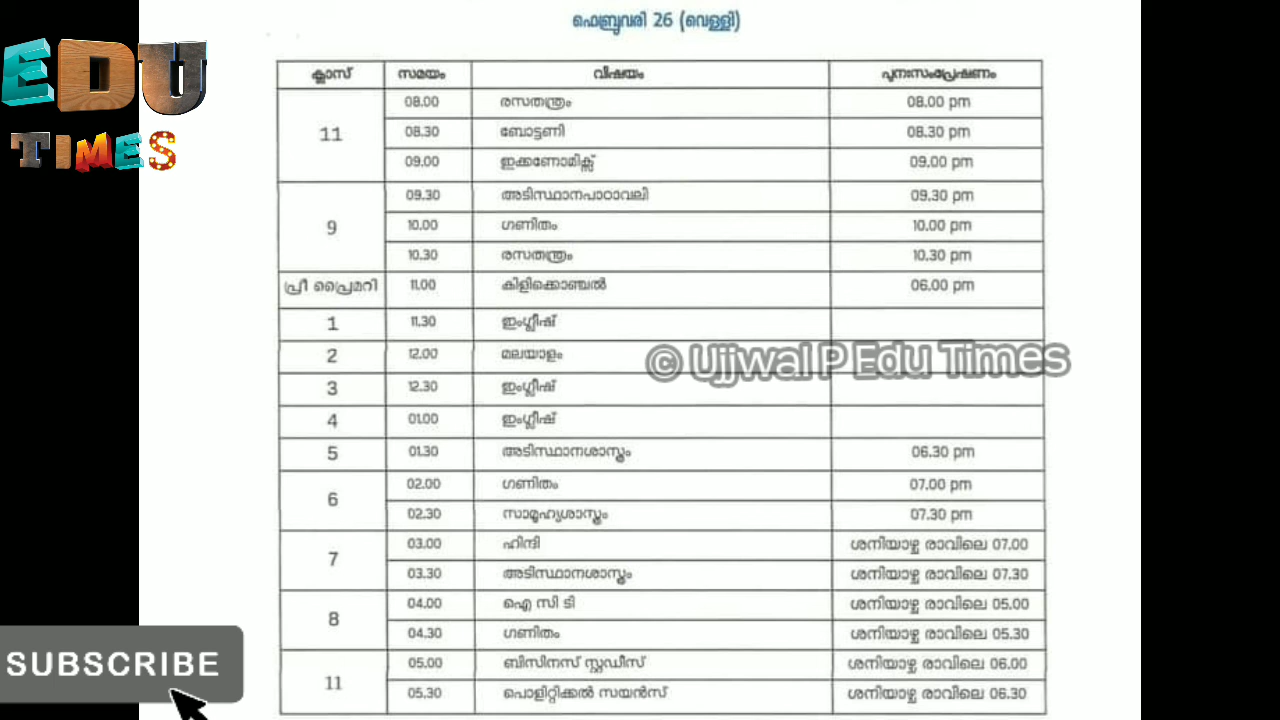 ഫെബ്രുവരി 26 (വെള്ളി)
EDU
TIMES
ക്ലാസ് സമയം വിഷയം പുനഃസംപ്രേഷണം
11 08.00 രസതന്ത്രം 08.00 pm
08.30 ബോട്ടണി 08.30 pm
09.00 ഇക്കണോമിക്സ് 09.00 pm
9 09.30 അടിസ്ഥാനപാഠാവലി 09.30 pm
10.00 ഗണിതം 10.00 pm
10.30 രസതന്ത്രം 10.30 pm
പ്രീ പ്രൈമറി 11.00 കിളിക്കൊഞ്ചൽ 06.00 pm
1 11.30 ഇംഗ്ലീഷ്
2 12.00 മലയാളം
© Ujjwal P Edu Times
3 12.30 ഇംഗ്ലീഷ്
4 01.00 ഇംഗ്ലീഷ്
5 01.30 അടിസ്ഥാനശാസ്ത്രം 06.30 pm
6 02.00 ഗണിതം 07.00 pm
02.30 സാമൂഹ്യശാസ്ത്രം 07.30 pm
7 03.00 ഹിന്ദി ശനിയാഴ്ച രാവിലെ 07.00
03.30 അടിസ്ഥാനശാസ്ത്രം ശനിയാഴ്ച രാവിലെ 07.30
8 04.00 ഐ സി ടി ശനിയാഴ്ച രാവിലെ 05.00
04.30 ഗണിതം ശനിയാഴ്ച രാവിലെ 05.30
11 05.00 ബിസിനസ് സ്റ്റഡീസ് ശനിയാഴ്ച രാവിലെ 06.00
05.30 പൊളിറ്റിക്കൽ സയൻസ് ശനിയാഴ്ച രാവിലെ 06.30
SUBSCRIBE